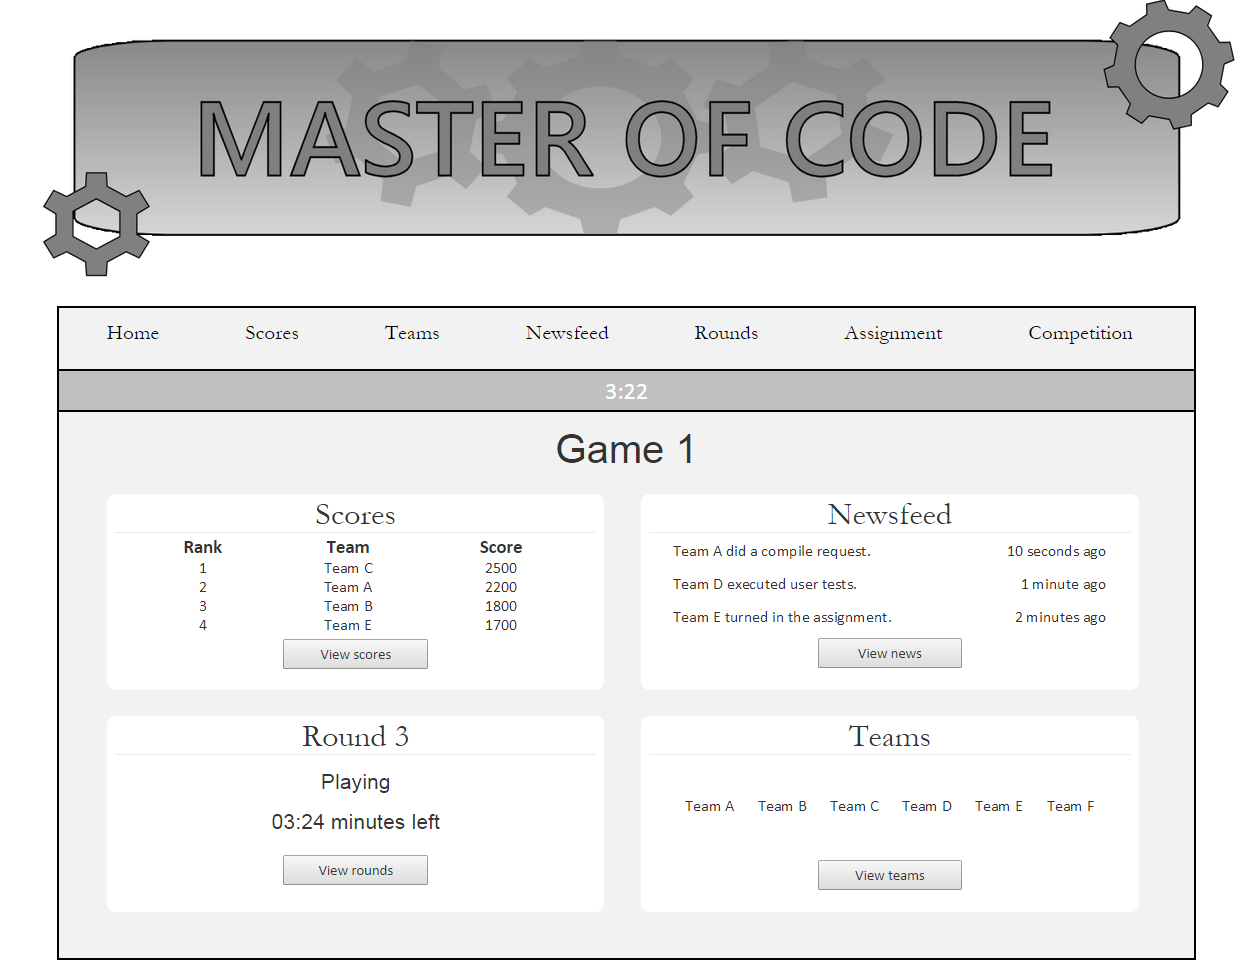 MASTER OF CODE
Home Scores Teams Newsfeed Rounds Assignment Competition
3:22
Game 1
Scores
Rank Team Score
1 Team C 2500
2 Team A 2200
3 Team B 1800
4 Team E 1700
View scores
Newsfeed
Team A did a compile request. 10 seconds ago
Team D executed user tests. 1 minute ago
Team E turned in the assignment. 2 minutes ago
View news
Round 3
Playing
03:24 minutes left
View rounds
Teams
Team A Team B Team C Team D Team E Team F
View teams